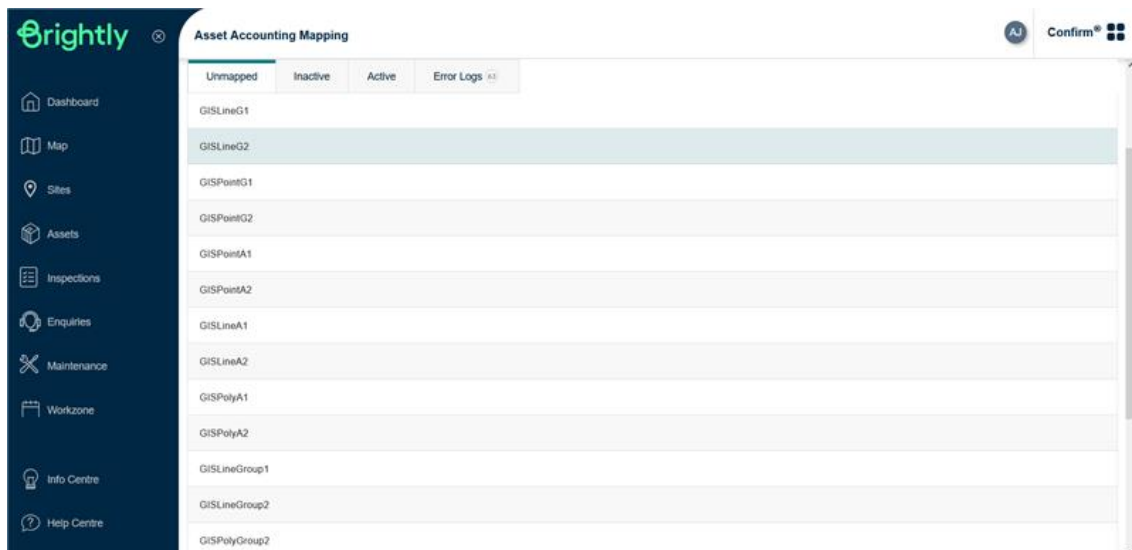 Brightly
Asset Accounting Mapping
AJ
Confirm®
Unmapped
Inactive
Active
Error Logs
Dashboard
Map
Sites
Assets
Inspections
Enquiries
Maintenance
Workzone
Info Centre
Help Centre
GISLineG1
GISLineG2
GISPointG1
GISPointG2
GISPointA1
GISPointA2
GISLineA1
GISLineA2
GISPolyA1
GISPolyA2
GISLineGroup1
GISLineGroup2
GISPolyGroup2